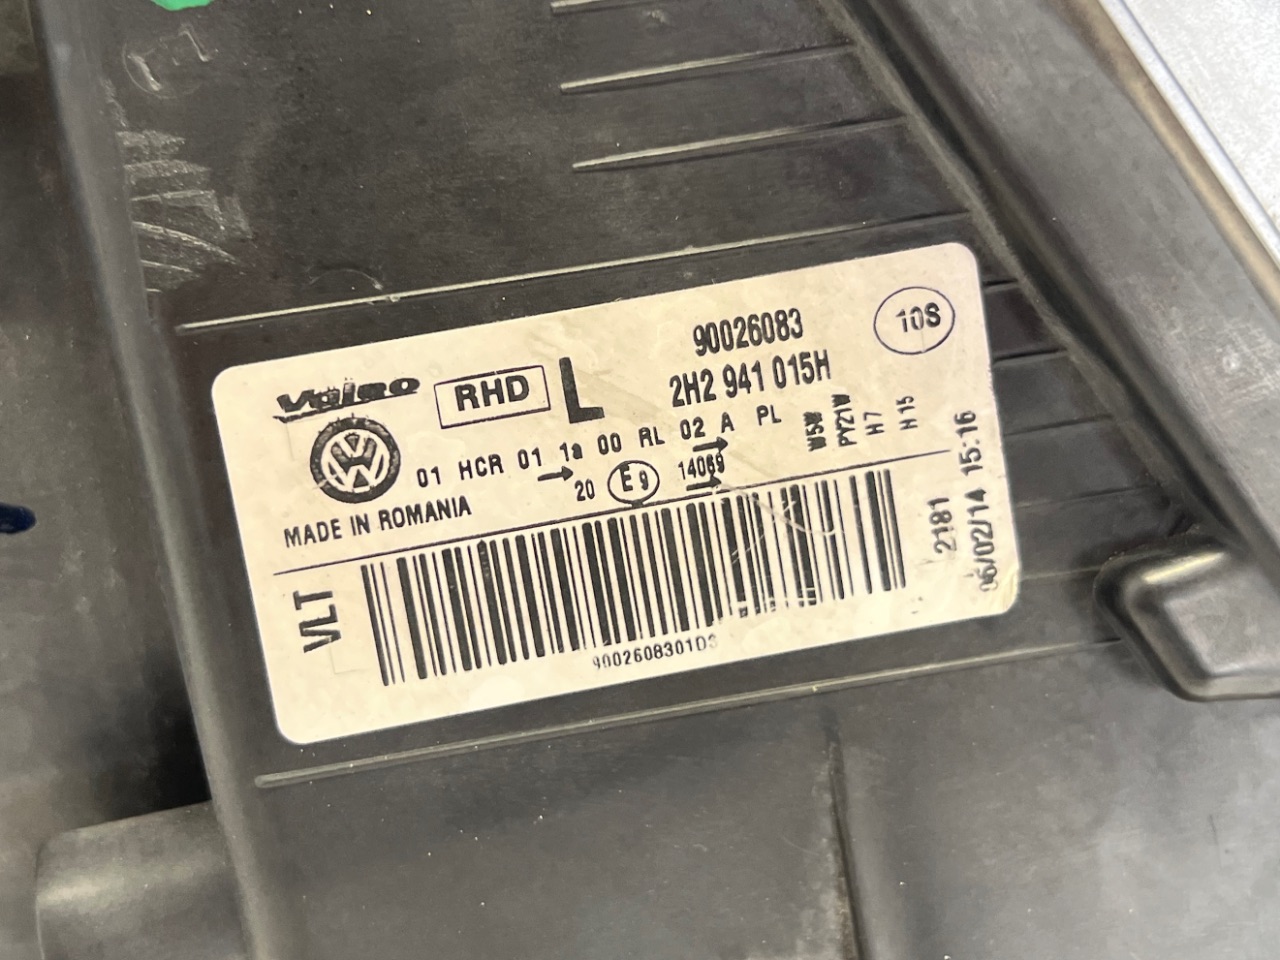 90026083
10S
Valeo RHD L 2H2 941 015H
01 HCR 01 1a 00 RL 02 A PL
W5W
PY21W
H7
H15
20 E9 14069
MADE IN ROMANIA
VLT
2181
06/02/14 15:16
9002608301DS